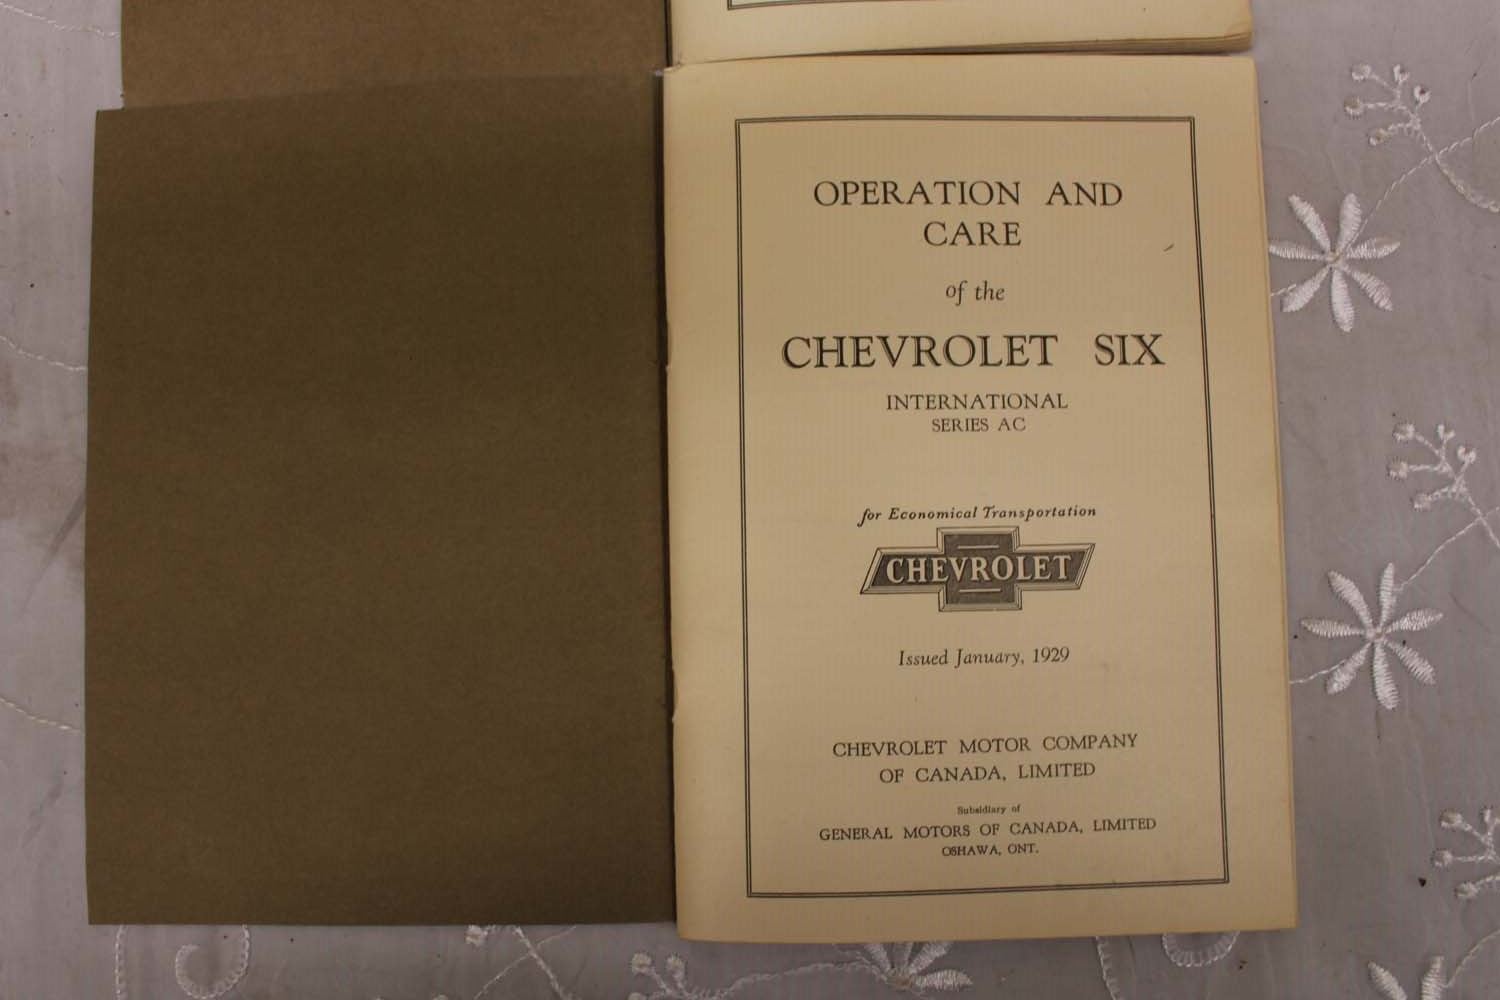 OPERATION AND
CARE
of the
CHEVROLET SIX
INTERNATIONAL
SERIES AC
for Economical Transportation
CHEVROLET
Issued January, 1929
CHEVROLET MOTOR COMPANY
OF CANADA, LIMITED
Subsidiary of
GENERAL MOTORS OF CANADA, LIMITED
OSHAWA, ONT.